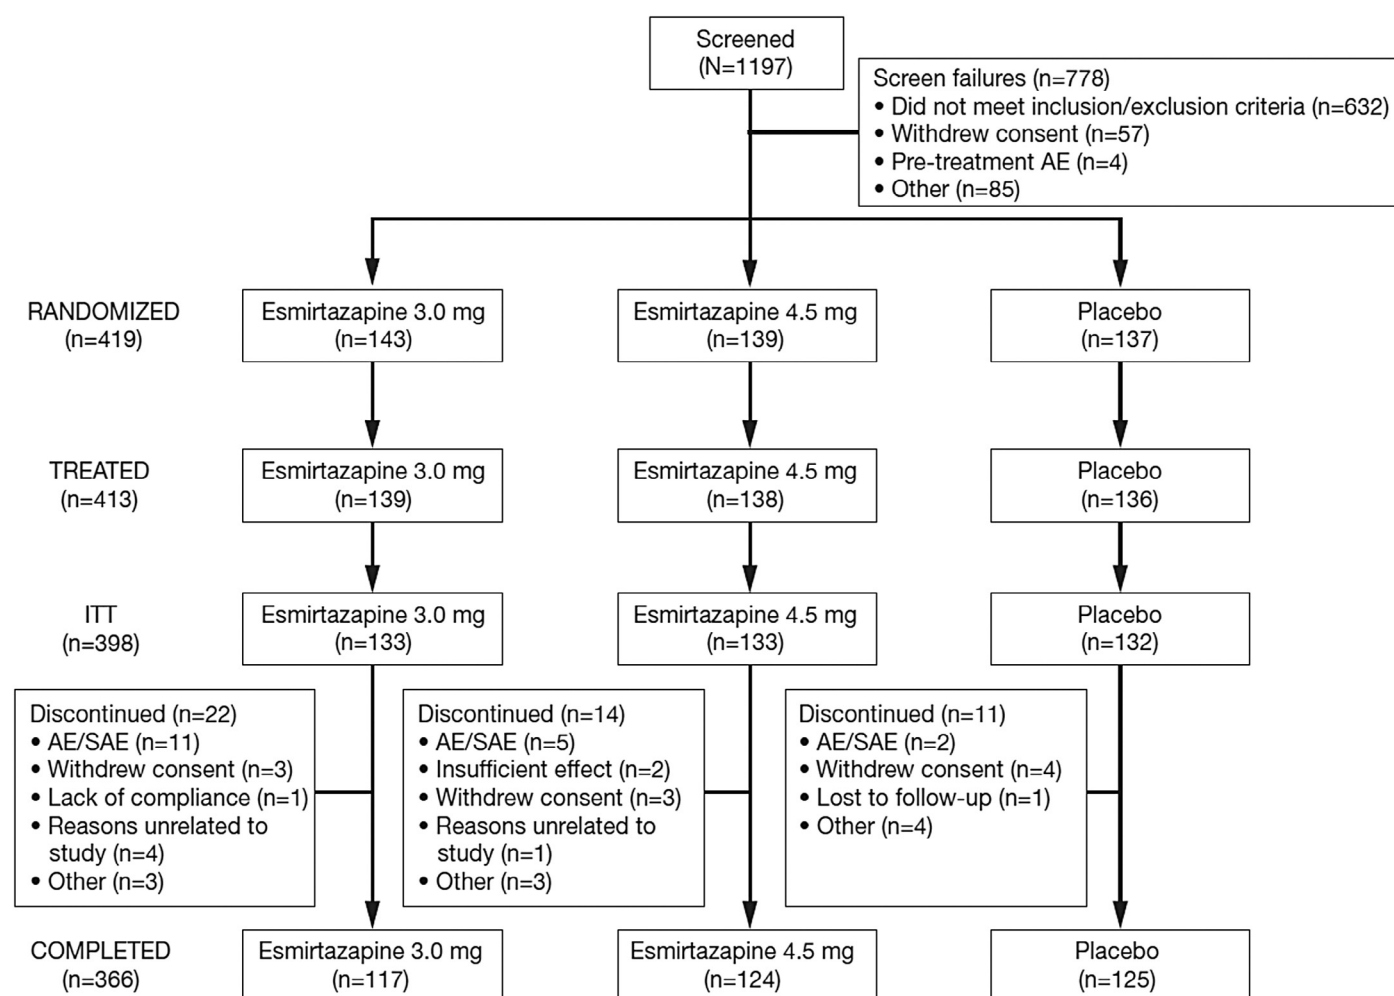 Screened
(N=1197)
Screen failures (n=778)
• Did not meet inclusion/exclusion criteria (n=632)
• Withdrew consent (n=57)
• Pre-treatment AE (n=4)
• Other (n=85)
RANDOMIZED
(n=419)
Esmirtazapine 3.0 mg
(n=143)
Esmirtazapine 4.5 mg
(n=139)
Placebo
(n=137)
TREATED
(n=413)
Esmirtazapine 3.0 mg
(n=139)
Esmirtazapine 4.5 mg
(n=138)
Placebo
(n=136)
ITT
(n=398)
Esmirtazapine 3.0 mg
(n=133)
Esmirtazapine 4.5 mg
(n=133)
Placebo
(n=132)
Discontinued (n=22)
• AE/SAE (n=11)
• Withdrew consent (n=3)
• Lack of compliance (n=1)
• Reasons unrelated to
study (n=4)
• Other (n=3)
Discontinued (n=14)
• AE/SAE (n=5)
• Insufficient effect (n=2)
• Withdrew consent (n=3)
• Reasons unrelated to
study (n=1)
• Other (n=3)
Discontinued (n=11)
• AE/SAE (n=2)
• Withdrew consent (n=4)
• Lost to follow-up (n=1)
• Other (n=4)
COMPLETED
(n=366)
Esmirtazapine 3.0 mg
(n=117)
Esmirtazapine 4.5 mg
(n=124)
Placebo
(n=125)